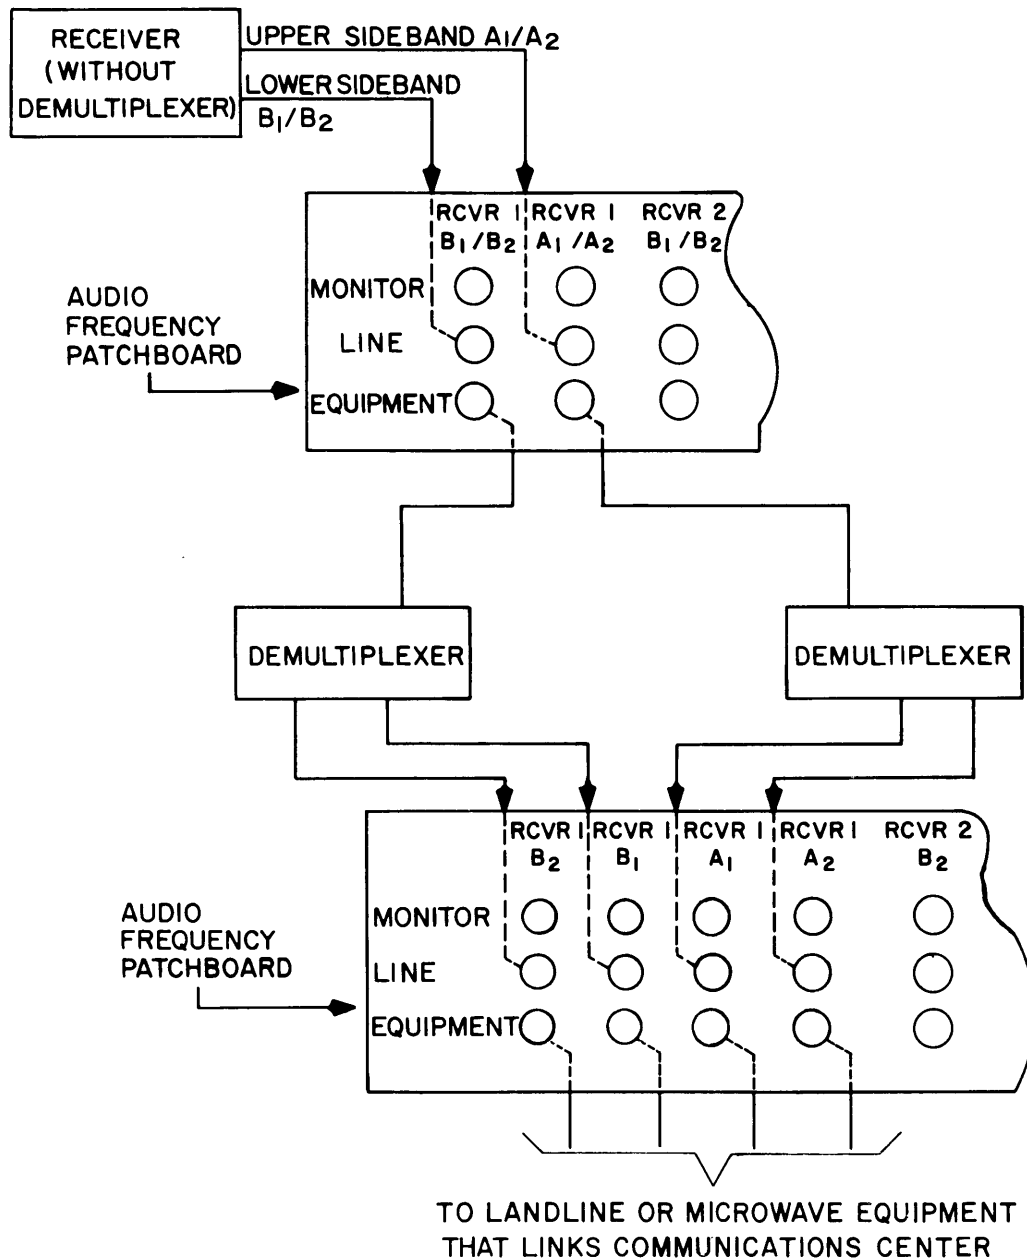 RECEIVER
(WITHOUT
DEMULTIPLEXER)
UPPER SIDEBAND A₁/A₂
LOWER SIDEBAND
B₁/B₂
RCVR 1 RCVR 1 RCVR 2
B₁/B₂ A₁/A₂ B₁/B₂
MONITOR
LINE
EQUIPMENT
AUDIO
FREQUENCY
PATCHBOARD
DEMULTIPLEXER
DEMULTIPLEXER
RCVR 1 RCVR 1 RCVR 1 RCVR 1 RCVR 2
B₂ B₁ A₁ A₂ B₂
MONITOR
LINE
EQUIPMENT
AUDIO
FREQUENCY
PATCHBOARD
TO LANDLINE OR MICROWAVE EQUIPMENT
THAT LINKS COMMUNICATIONS CENTER